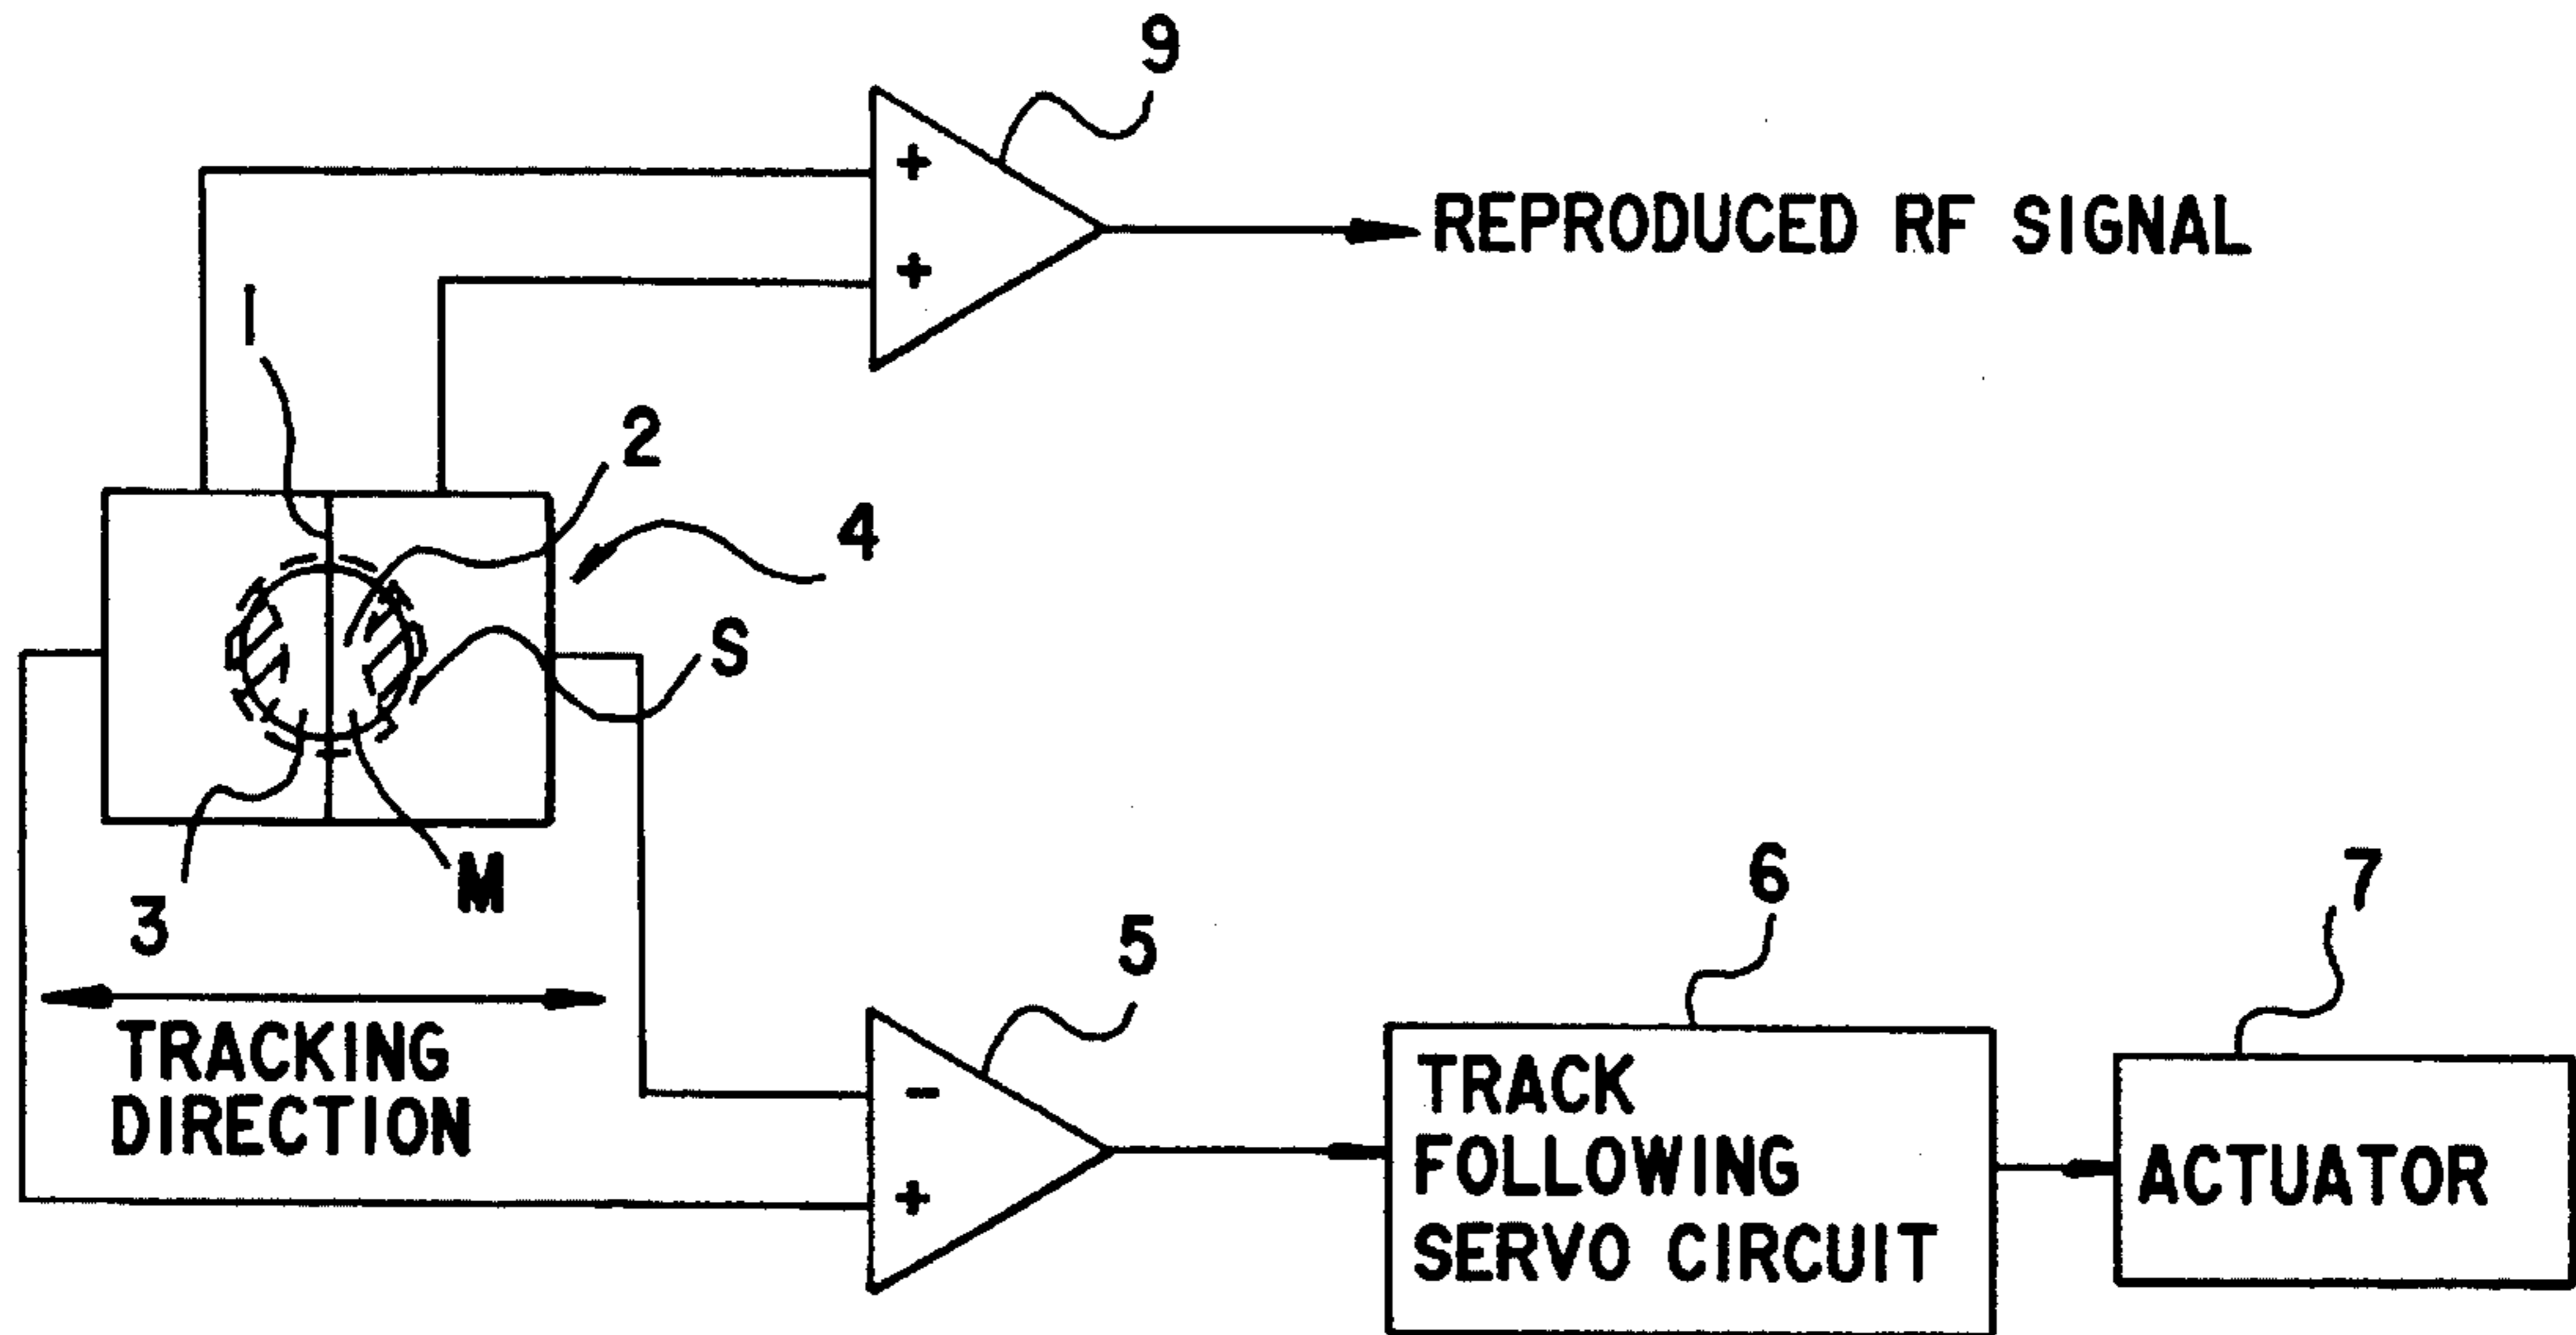 9
+
REPRODUCED RF SIGNAL
+
1
2
4
S
3
M
TRACKING
DIRECTION
5
-
+
6
TRACK
FOLLOWING
SERVO CIRCUIT
7
ACTUATOR